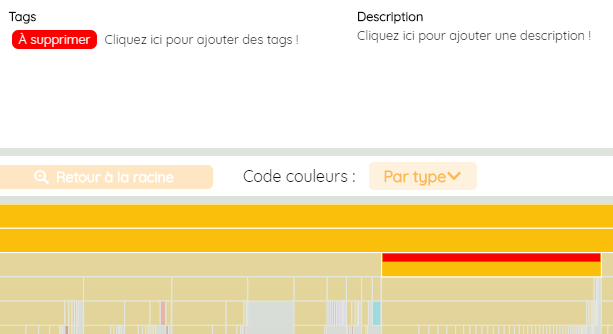 Tags
À supprimer Cliquez ici pour ajouter des tags !
Description
Cliquez ici pour ajouter une description !
Retour à la racine
Code couleurs :
Par type